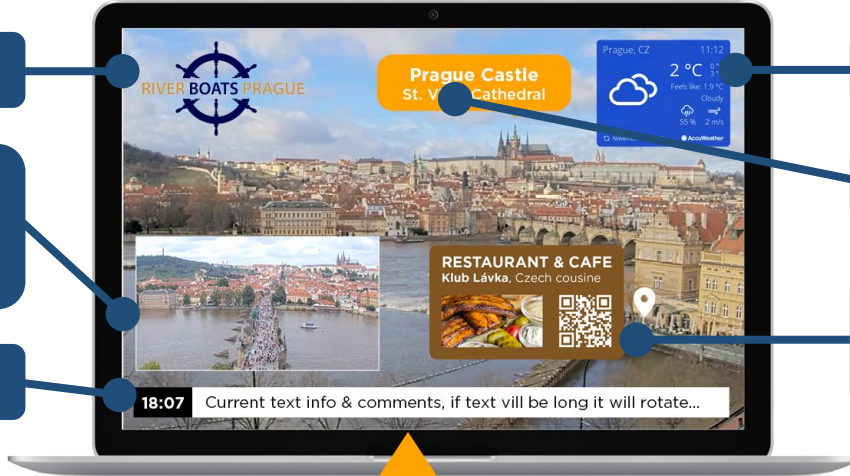 RIVER BOATS PRAGUE
Prague Castle
St. Cathedral
Prague, CZ 11:12
2 °C
0 °
3 °
Feels like: 1.9 °C
Cloudy
55 % 2 m/s
AccuWeather
RESTAURANT & CAFE
Klub Lávka, Czech cousine
18:07 Current text info & comments, if text vill be long it will rotate...